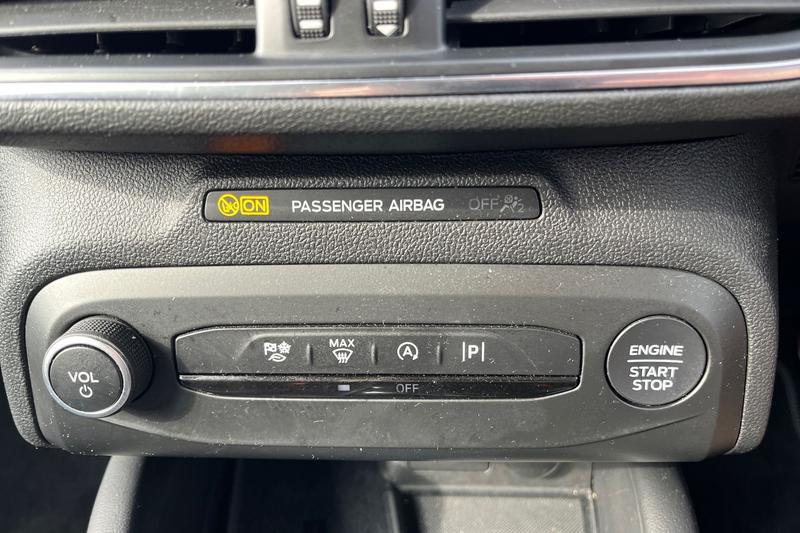 ON PASSENGER AIRBAG OFF
MAX
A P
VOL
OFF
ENGINE
START
STOP